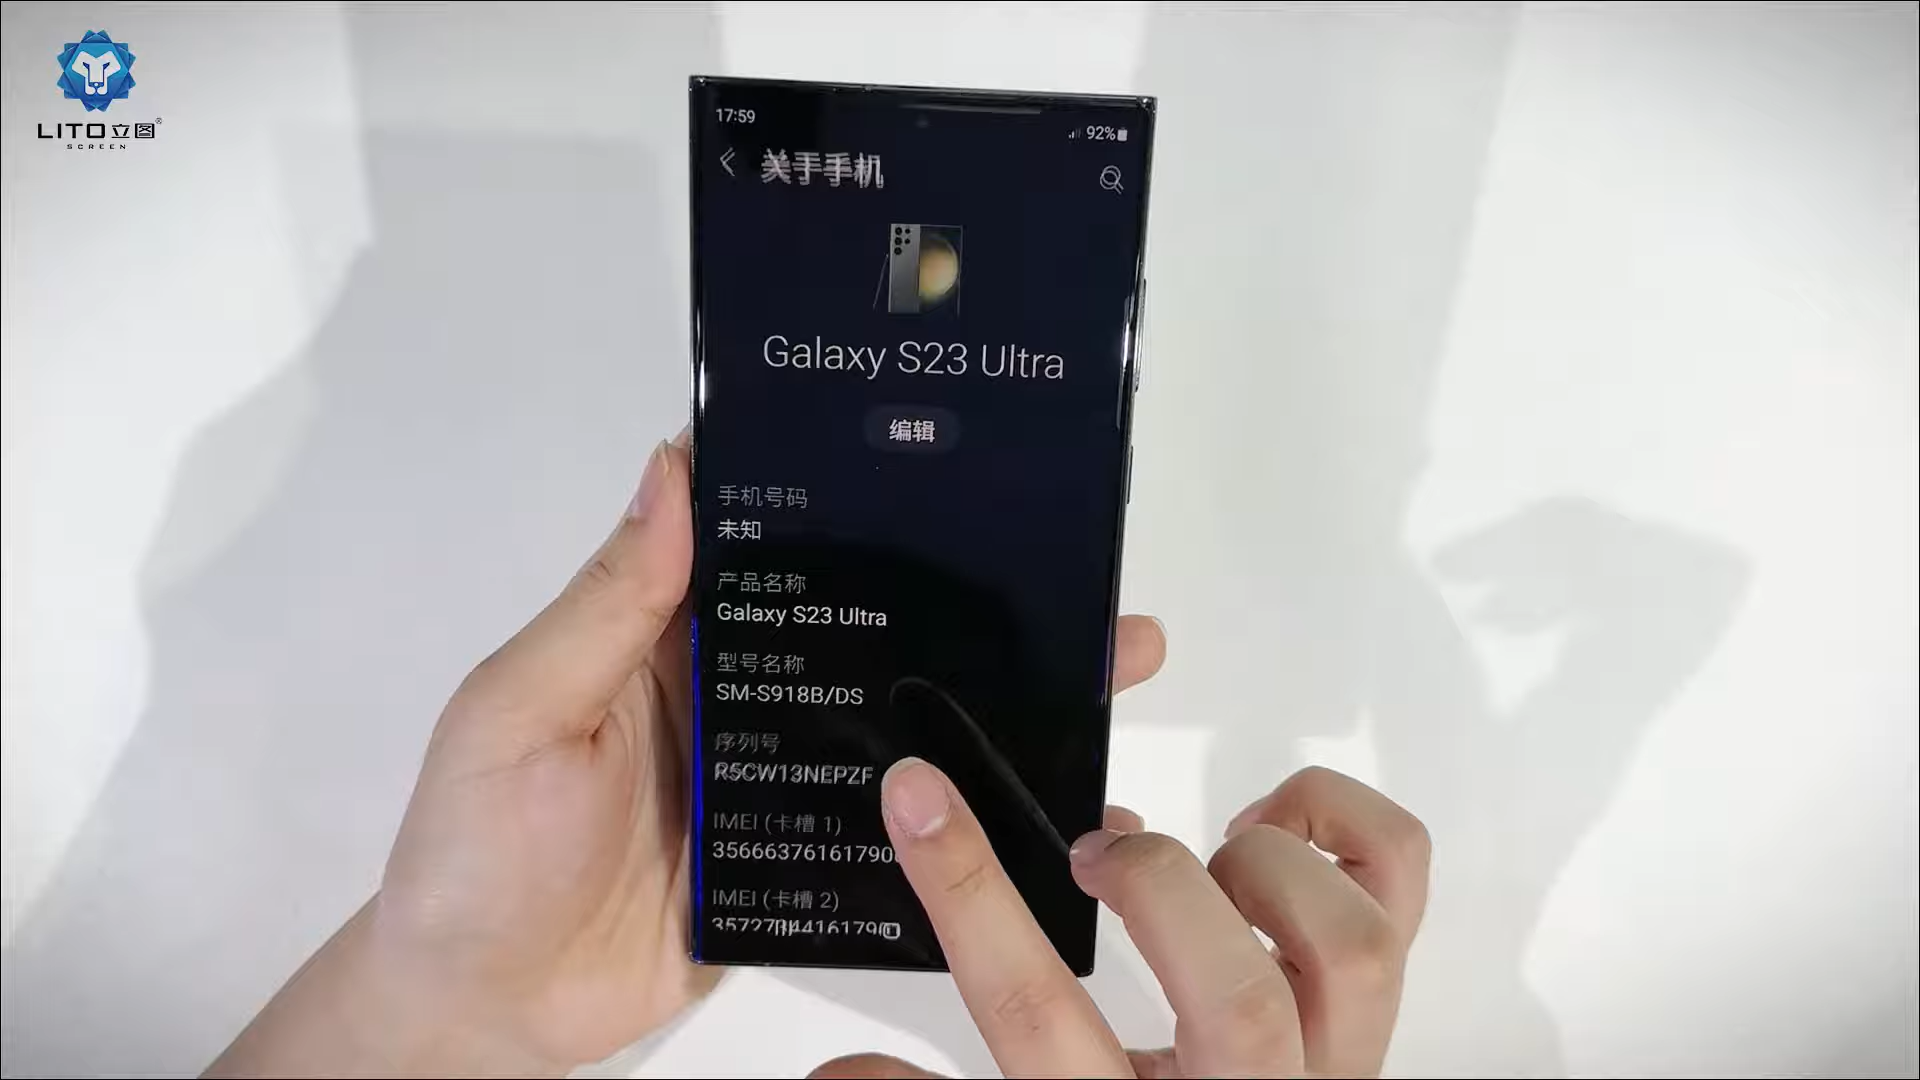 LITO立图®
SCREEN
17:59
92%
关于手机
Galaxy S23 Ultra
编辑
手机号码
未知
产品名称
Galaxy S23 Ultra
型号名称
SM-S918B/DS
序列号
R5CW13NEPZF
IMEI (卡槽 1)
IMEI (卡槽 2)